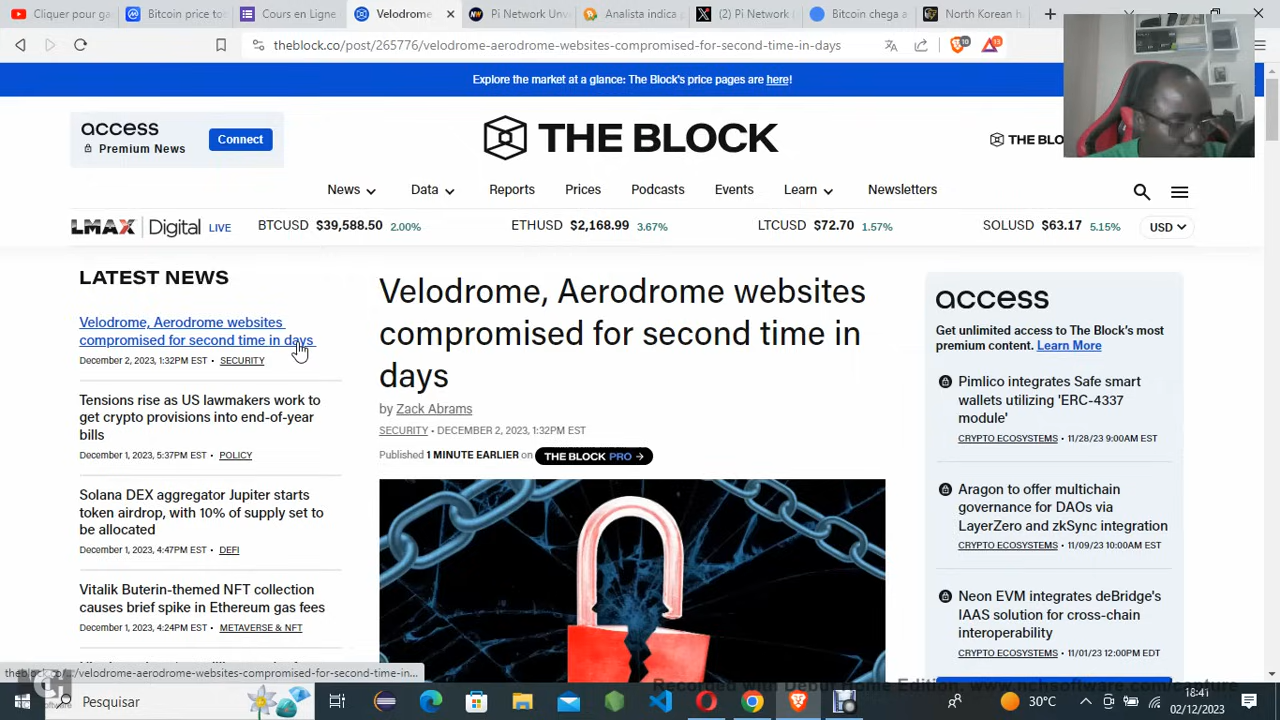 Cliquer pour ga
Bitcoin price to
Cours en Ligne
Velodrome
Pi Network Unv
Analista indica
(2) Pi Network
Bitcoin chega a
North Korean h
theblock.co/post/265776/velodrome-aerodrome-websites-compromised-for-second-time-in-days
Explore the market at a glance: The Block's price pages are here!
access
Premium News
Connect
THE BLOCK
THE BLO
News
Data
Reports
Prices
Podcasts
Events
Learn
Newsletters
LMAX Digital LIVE
BTCUSD $39,588.50 2.00%
ETHUSD $2,168.99 3.67%
LTCUSD $72.70 1.57%
SOLUSD $63.17 5.15%
USD
LATEST NEWS
Velodrome, Aerodrome websites
compromised for second time in days
December 2, 2023, 1:32PM EST • SECURITY
Tensions rise as US lawmakers work to
get crypto provisions into end-of-year
bills
December 1, 2023, 5:37PM EST • POLICY
Solana DEX aggregator Jupiter starts
token airdrop, with 10% of supply set to
be allocated
December 1, 2023, 4:47PM EST • DEFI
Vitalik Buterin-themed NFT collection
causes brief spike in Ethereum gas fees
December 1, 2023, 4:24PM EST • METAVERSE & NFT
Velodrome, Aerodrome websites
compromised for second time in
days
by Zack Abrams
SECURITY • DECEMBER 2, 2023, 1:32PM EST
Published 1 MINUTE EARLIER on THE BLOCK PRO →
access
Get unlimited access to The Block's most
premium content. Learn More
Pimlico integrates Safe smart
wallets utilizing 'ERC-4337
module'
CRYPTO ECOSYSTEMS • 11/28/23 9:00AM EST
Aragon to offer multichain
governance for DAOs via
LayerZero and zkSync integration
CRYPTO ECOSYSTEMS • 11/09/23 10:00AM EST
Neon EVM integrates deBridge's
IAAS solution for cross-chain
interoperability
CRYPTO ECOSYSTEMS • 11/01/23 12:00PM EDT
Recorded with Debut Home Edition. www.nchsoftware.com/capture
Pesquisar
30°C
18:41
02/12/2023